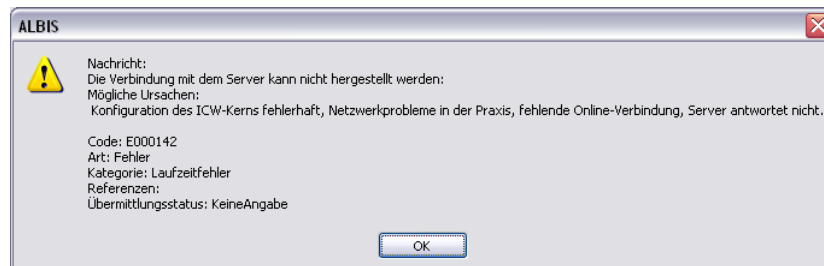 ALBIS
Nachricht:
Die Verbindung mit dem Server kann nicht hergestellt werden:
Mögliche Ursachen:
Konfiguration des ICW-Kerns fehlerhaft, Netzwerkprobleme in der Praxis, fehlende Online-Verbindung, Server antwortet nicht.
Code: E000142
Art: Fehler
Kategorie: Laufzeitfehler
Referenzen:
Übermittlungsstatus: KeineAngabe
OK